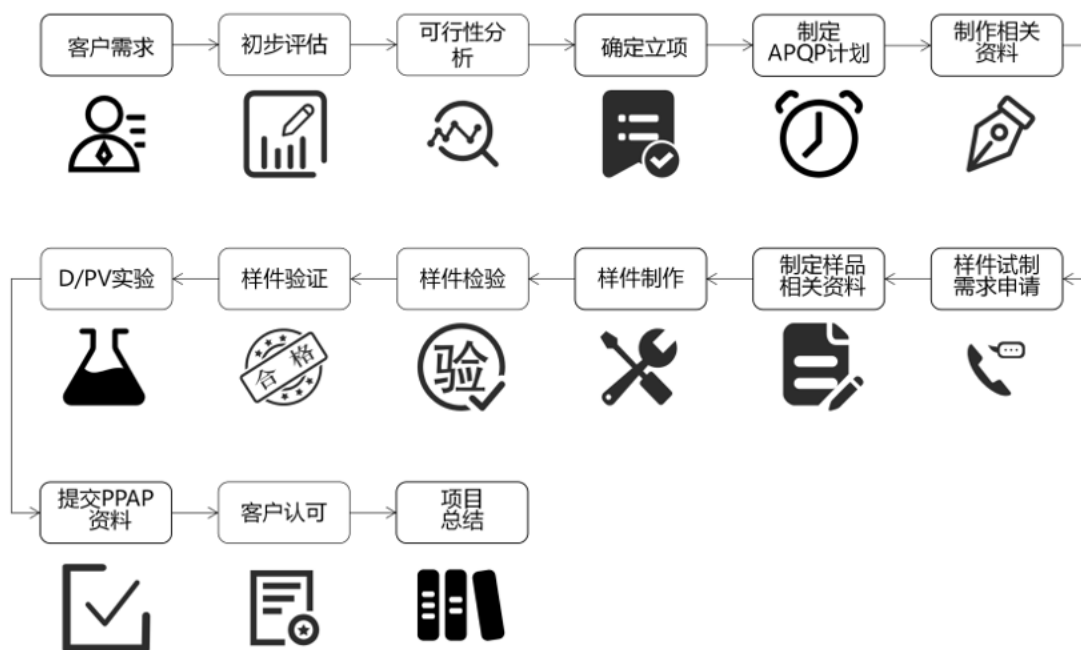 客户需求
初步评估
可行性分
析
确定立项
制定
APQP计划
制作相关
资料
样件试制
需求申请
制定样品
相关资料
样件制作
样件检验
验
样件验证
合格
D/PV实验
提交PPAP
资料
客户认可
项目
总结